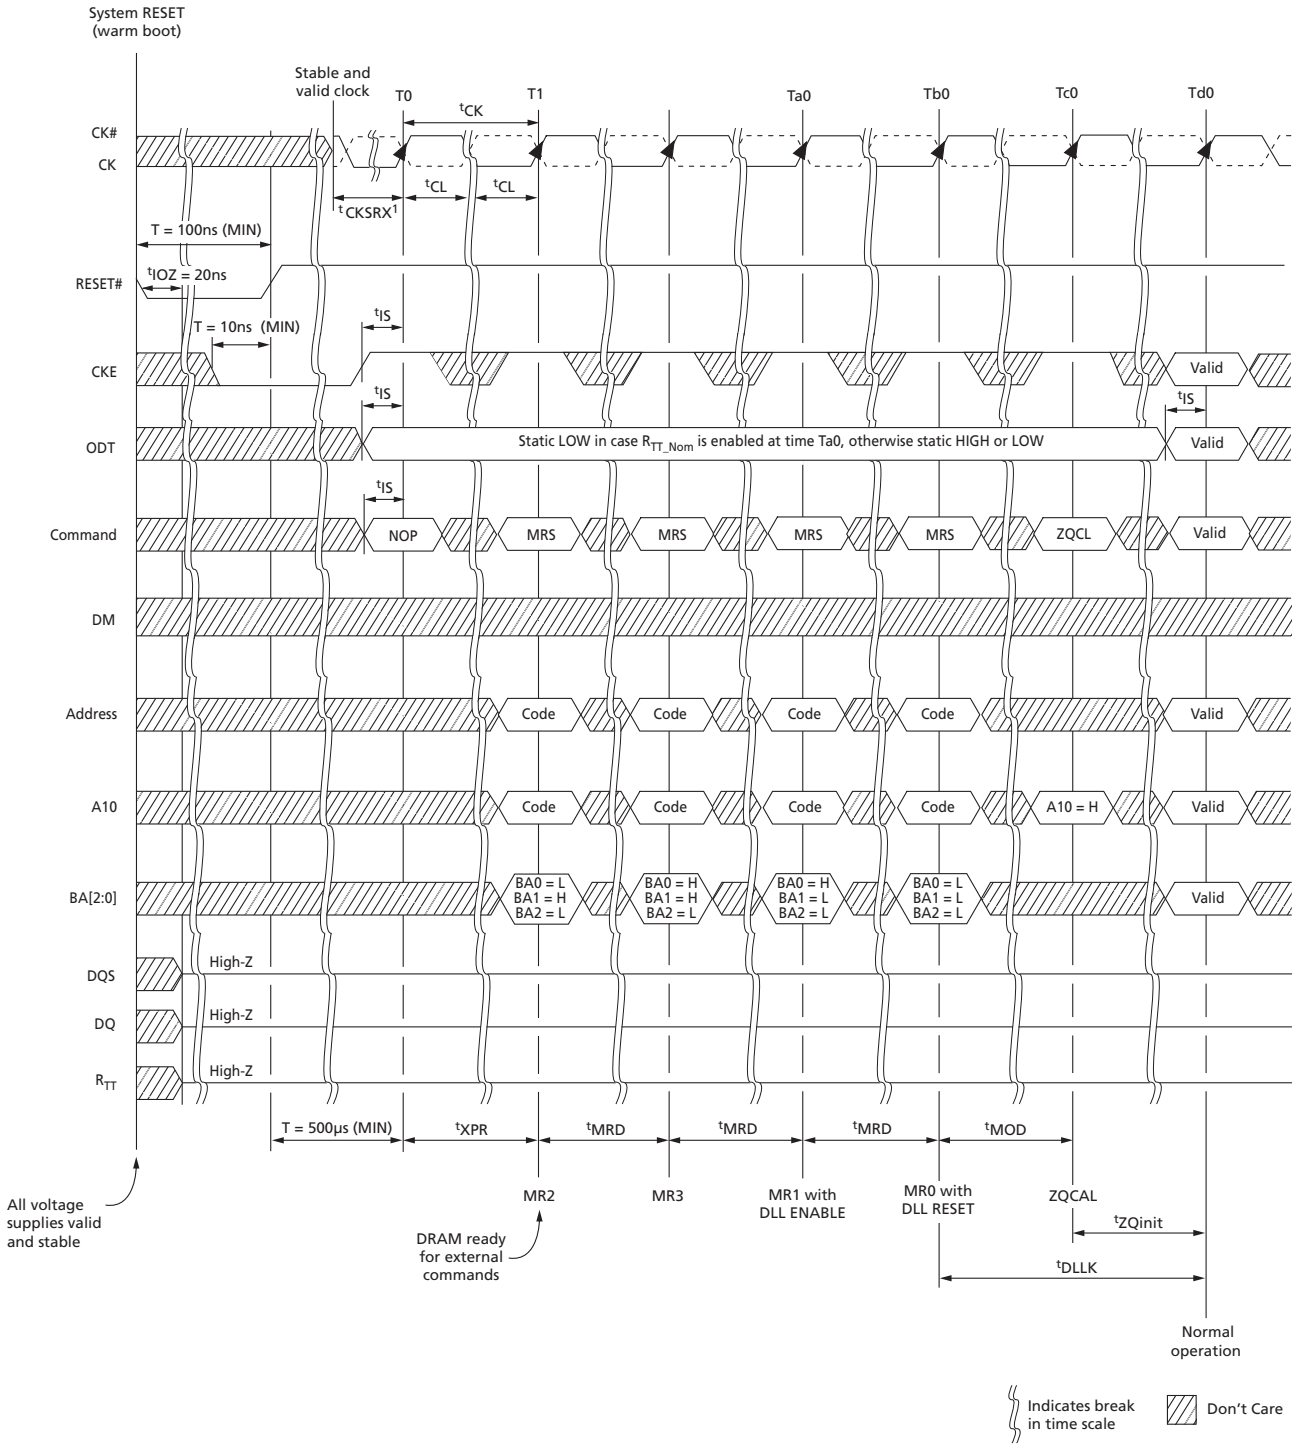 System RESET
(warm boot)
Stable and
valid clock
T0
T1
Ta0
Tb0
Tc0
Td0
tCK
CK#
CK
tCKSRX1
tCL
tCL
T = 100ns (MIN)
RESET#
tIOZ = 20ns
T = 10ns (MIN)
tIS
CKE
Valid
tIS
tIS
ODT
Static LOW in case RTT_Nom is enabled at time Ta0, otherwise static HIGH or LOW
Valid
tIS
Command
NOP
MRS
MRS
MRS
MRS
ZQCL
Valid
DM
Address
Code
Code
Code
Code
Valid
A10
Code
Code
Code
Code
A10 = H
Valid
BA[2:0]
BA0 = L
BA1 = H
BA2 = L
BA0 = H
BA1 = H
BA2 = L
BA0 = H
BA1 = L
BA2 = L
BA0 = L
BA1 = L
BA2 = L
Valid
DQS
High-Z
DQ
High-Z
RTT
High-Z
T = 500µs (MIN)
tXPR
tMRD
tMRD
tMRD
tMOD
All voltage
supplies valid
and stable
MR2
MR3
MR1 with
DLL ENABLE
MR0 with
DLL RESET
ZQCAL
tZQinit
DRAM ready
for external
commands
tDLLK
Normal
operation
Indicates break
in time scale
Don't Care